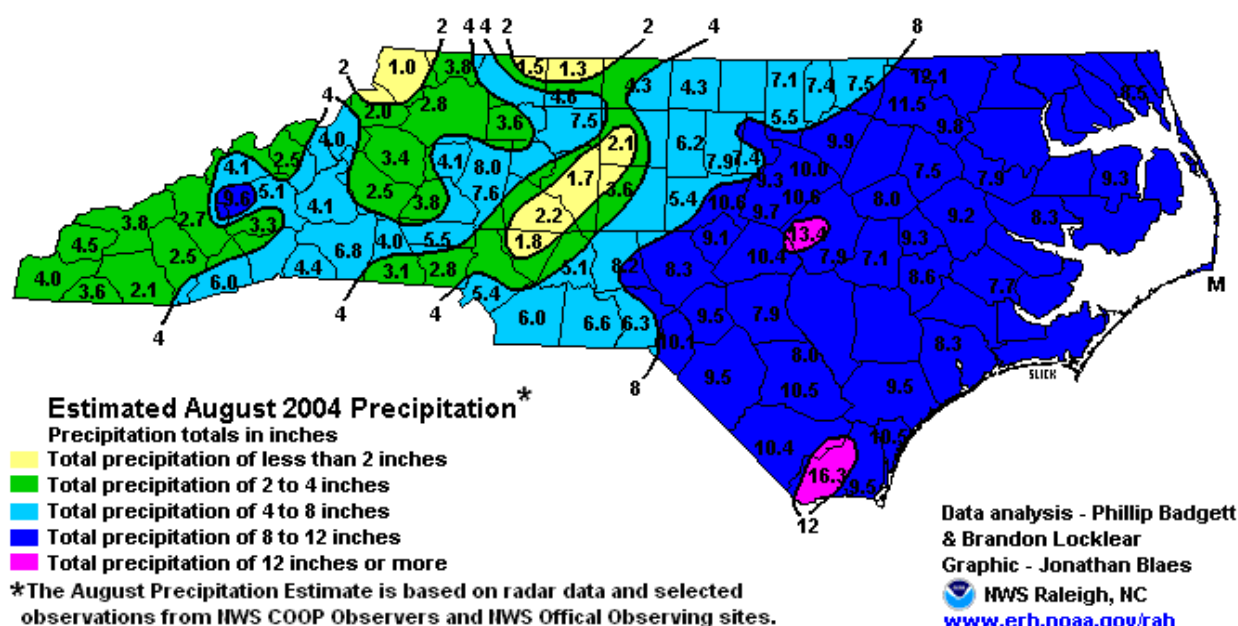 2 4 4 2 2 4 8
1.0 3.8 1.5 1.3
2 4.3 4.3 7.1 7.4 7.5 12.1 8.5
4 2.0 2.8 4.6 11.5
4.0 3.6 7.5 5.5 9.8
2.5 3.4 2.1 6.2 9.9
4.1 4.1 8.0 7.9 7.4 10.0 7.5 7.9 9.3
9.6 5.1 2.5 7.6 1.7 3.6 5.4 9.3
4.1 3.8 10.6 10.6 8.0
3.8 2.7 3.3 2.2 9.7 9.2 8.3
4.5 6.8 4.0 5.5 1.8 9.1 13.4 9.3
2.5 10.4 7.9 7.1
4.0 4.4 3.1 2.8 5.1 8.2 8.3 8.6
3.6 2.1 6.0 5.4 7.7 M
4 4 4 6.0 6.6 6.3 9.5 7.9
10.1 8.3
8 8.0 SLICK
9.5 10.5 9.5
Estimated August 2004 Precipitation*
Precipitation totals in inches
Total precipitation of less than 2 inches
Total precipitation of 2 to 4 inches
Total precipitation of 4 to 8 inches
Total precipitation of 8 to 12 inches
Total precipitation of 12 inches or more
*The August Precipitation Estimate is based on radar data and selected
observations from NWS COOP Observers and NWS Offical Observing sites.
10.4 10.5
16.3 9.5
12
Data analysis - Phillip Badgett
& Brandon Locklear
Graphic - Jonathan Blaes
NWS Raleigh, NC
www.erh.noaa.gov/rah